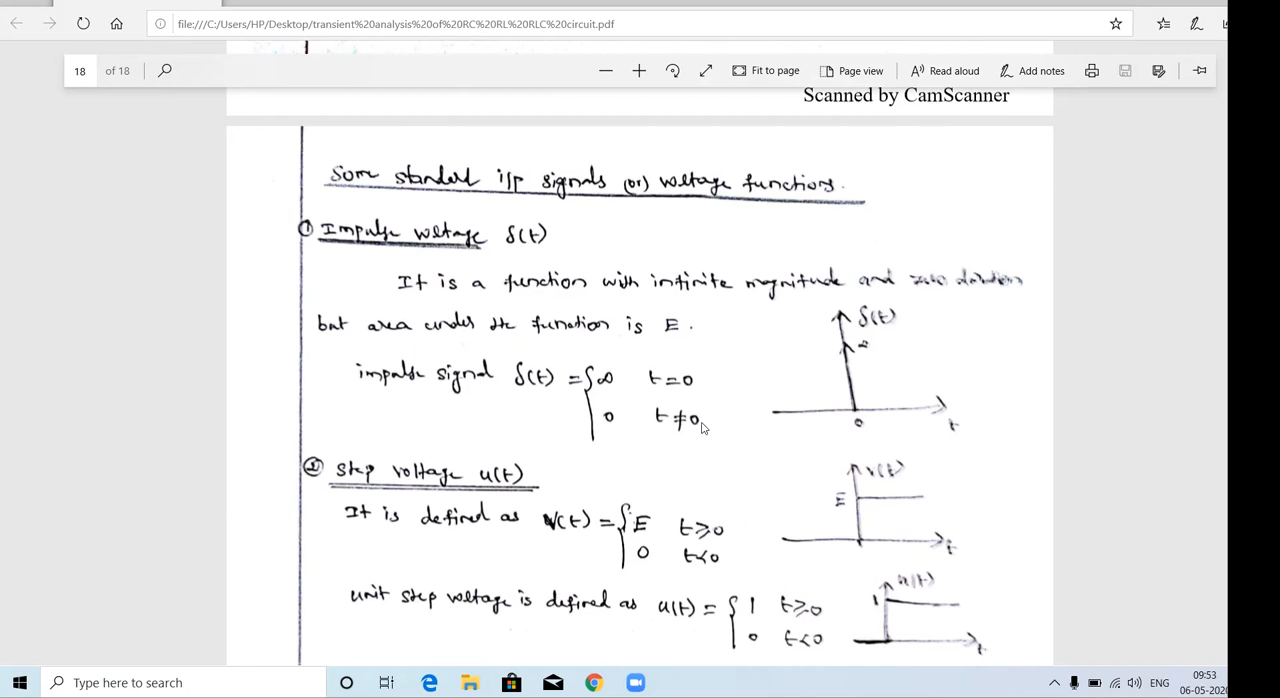 file:///C:/Users/HP/Desktop/transient%20analysis%20of%20RC%20RL%20RLC%20circuit.pdf
18 of 18 Fit to page Page view Read aloud Add notes
Scanned by CamScanner
Some standard i/p signals (or) voltage functions.
① Impulse voltage δ(t)
It is a function with infinite magnitude and zero duration
but area under the function is E.
δ(t)
∞
impulse signal δ(t) = { ∞ t=0
0 t≠0
0 t
② Step voltage u(t)
v(t)
E
It is defined as v(t) = { E t≥0
0 t<0
t
unit step voltage is defined as u(t) = { 1 t≥0
0 t<0
u(t)
1
t
Type here to search
ENG
09:53
06-05-2020